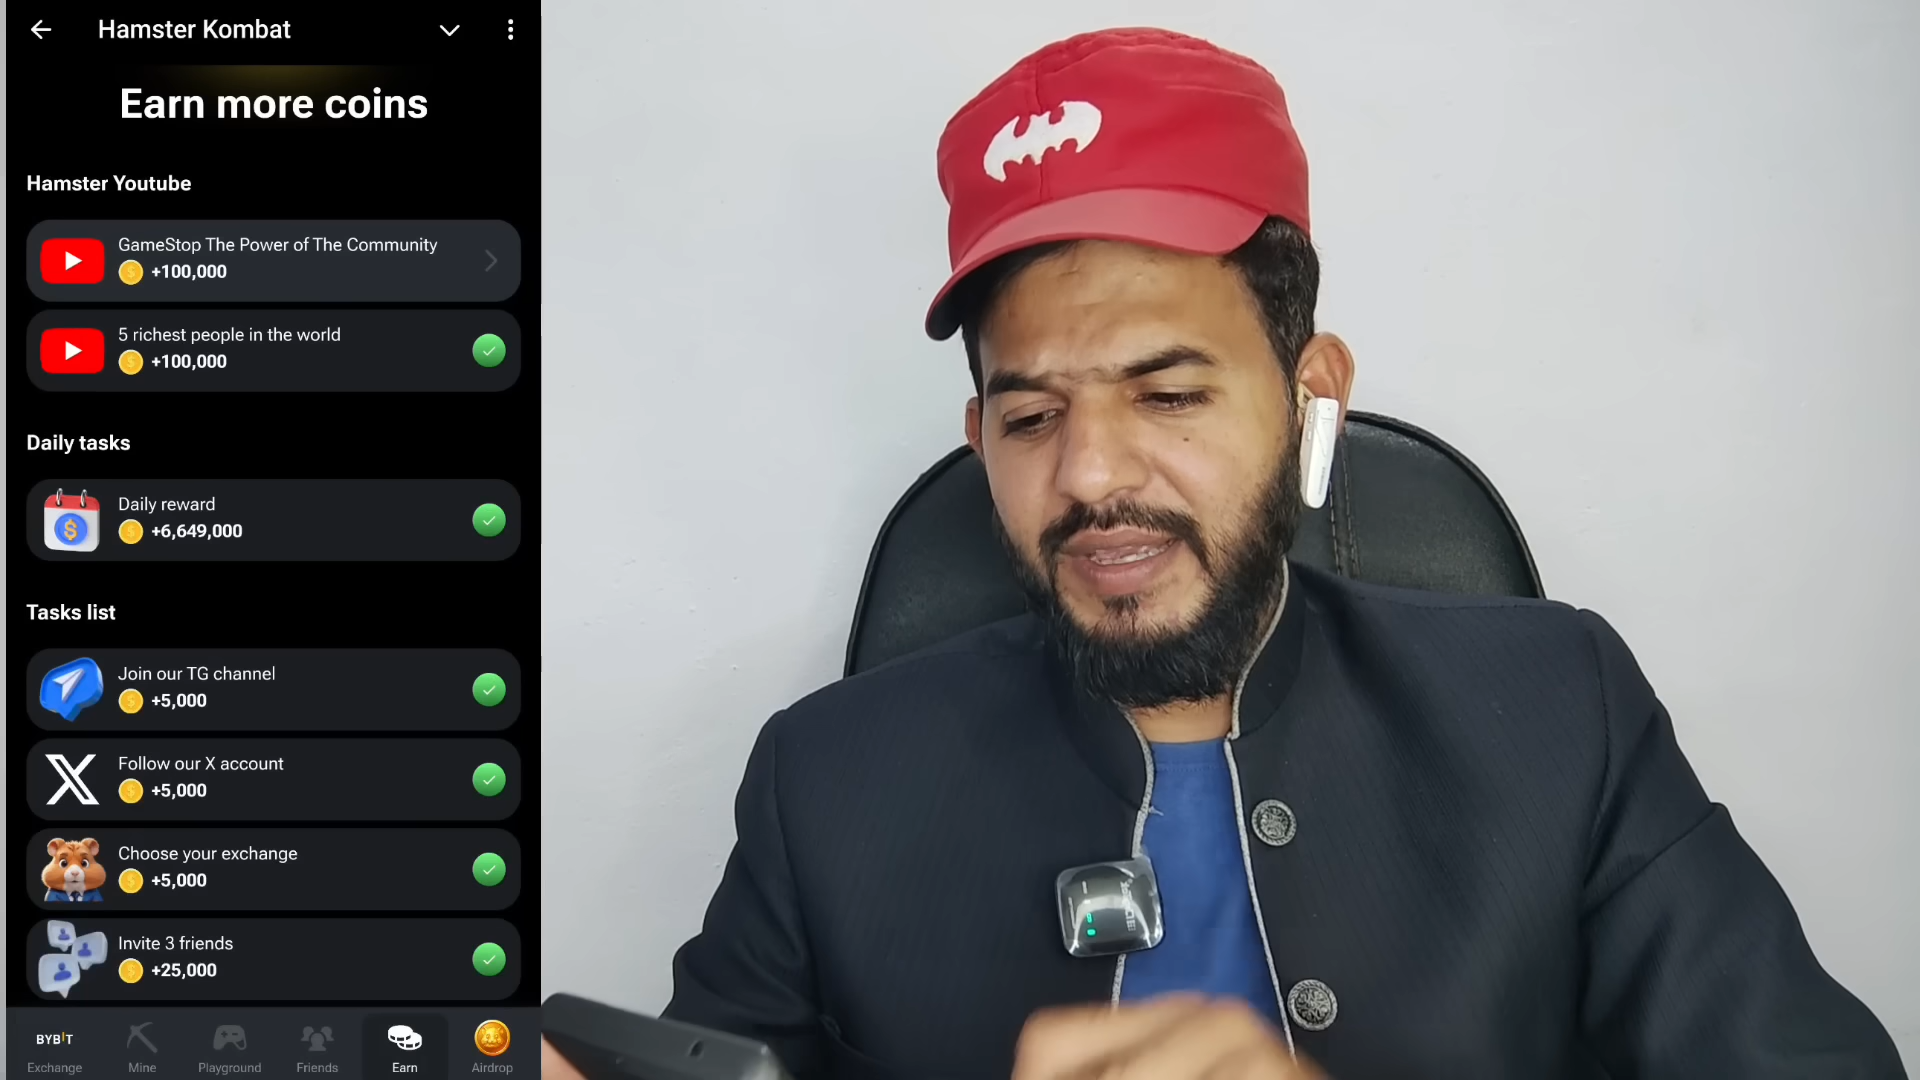 Hamster Kombat
Earn more coins
Hamster Youtube
GameStop The Power of The Community
+100,000
5 richest people in the world
+100,000
Daily tasks
Daily reward
+6,649,000
Tasks list
Join our TG channel
+5,000
Follow our X account
+5,000
Choose your exchange
+5,000
Invite 3 friends
+25,000
BYBIT
Exchange
Mine
Playground
Friends
Earn
Airdrop